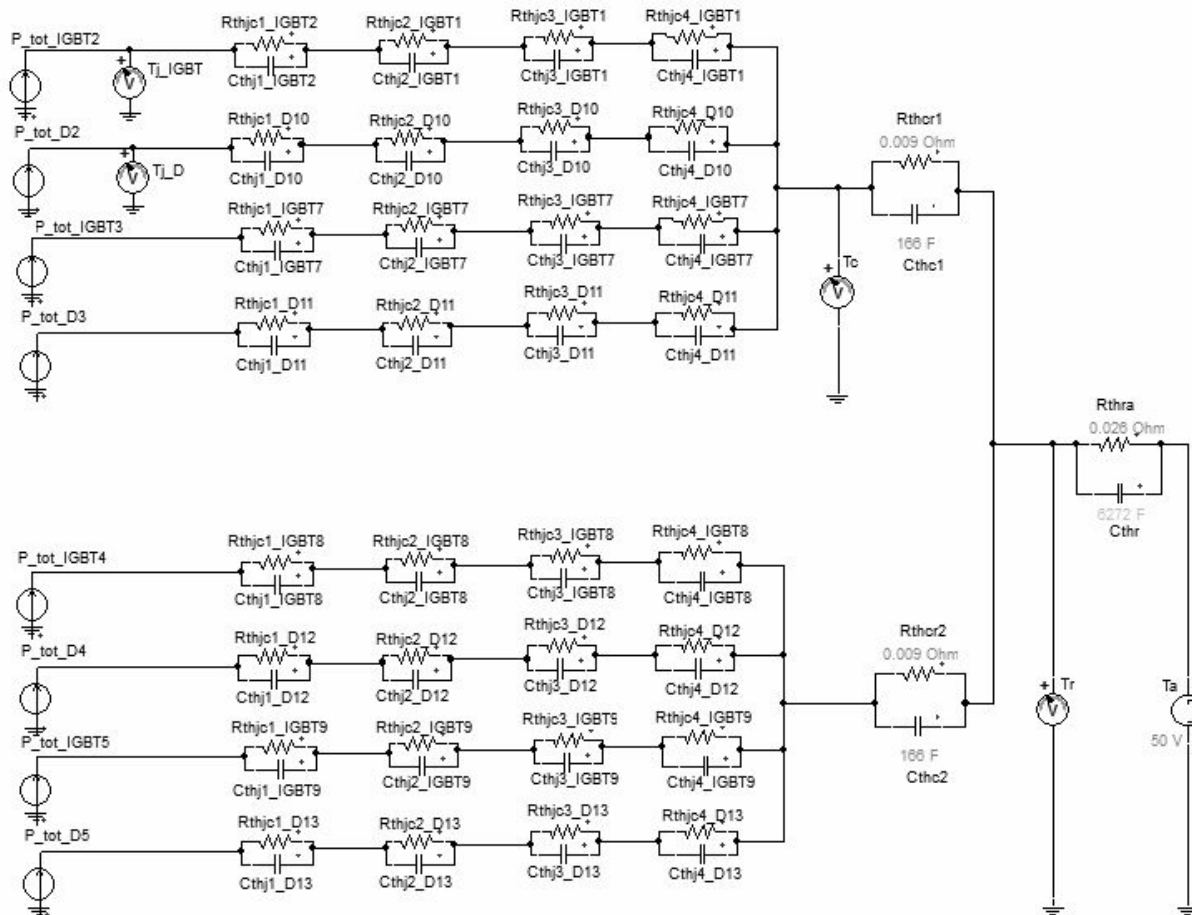 Rthjc1_IGBT2 Rthjc2_IGBT1 Rthjc3_IGBT1 Rthjc4_IGBT1
P_tot_IGBT2
+ Tj_IGBT
V
Cthj1_IGBT2 Cthj2_IGBT1 Cthj3_IGBT1 Cthj4_IGBT1
Rthjc1_D10 Rthjc2_D10 Rthjc3_D10 Rthjc4_D10
P_tot_D2
+ Tj_D
V
Cthj1_D10 Cthj2_D10 Cthj3_D10 Cthj4_D10
Rthcr1
0.009 Ohm
Rthjc1_IGBT7 Rthjc2_IGBT7 Rthjc3_IGBT7 Rthjc4_IGBT7
P_tot_IGBT3
Cthj1_IGBT7 Cthj2_IGBT7 Cthj3_IGBT7 Cthj4_IGBT7
166 F
Cthc1
+ Tc
V
Rthjc1_D11 Rthjc2_D11 Rthjc3_D11 Rthjc4_D11
P_tot_D3
Cthj1_D11 Cthj2_D11 Cthj3_D11 Cthj4_D11
Rthra
0.026 Ohm
6272 F
Cthr
Rthjc1_IGBT8 Rthjc2_IGBT8 Rthjc3_IGBT8 Rthjc4_IGBT8
P_tot_IGBT4
Cthj1_IGBT8 Cthj2_IGBT8 Cthj3_IGBT8 Cthj4_IGBT8
Rthjc1_D12 Rthjc2_D12 Rthjc3_D12 Rthjc4_D12
P_tot_D4
Cthj1_D12 Cthj2_D12 Cthj3_D12 Cthj4_D12
Rthcr2
0.009 Ohm
+ Tr
V
Ta
50 V
Rthjc1_IGBT9 Rthjc2_IGBT9 Rthjc3_IGBT9 Rthjc4_IGBT9
P_tot_IGBT5
Cthj1_IGBT9 Cthj2_IGBT9 Cthj3_IGBT9 Cthj4_IGBT9
166 F
Cthc2
Rthjc1_D13 Rthjc2_D13 Rthjc3_D13 Rthjc4_D13
P_tot_D5
Cthj1_D13 Cthj2_D13 Cthj3_D13 Cthj4_D13